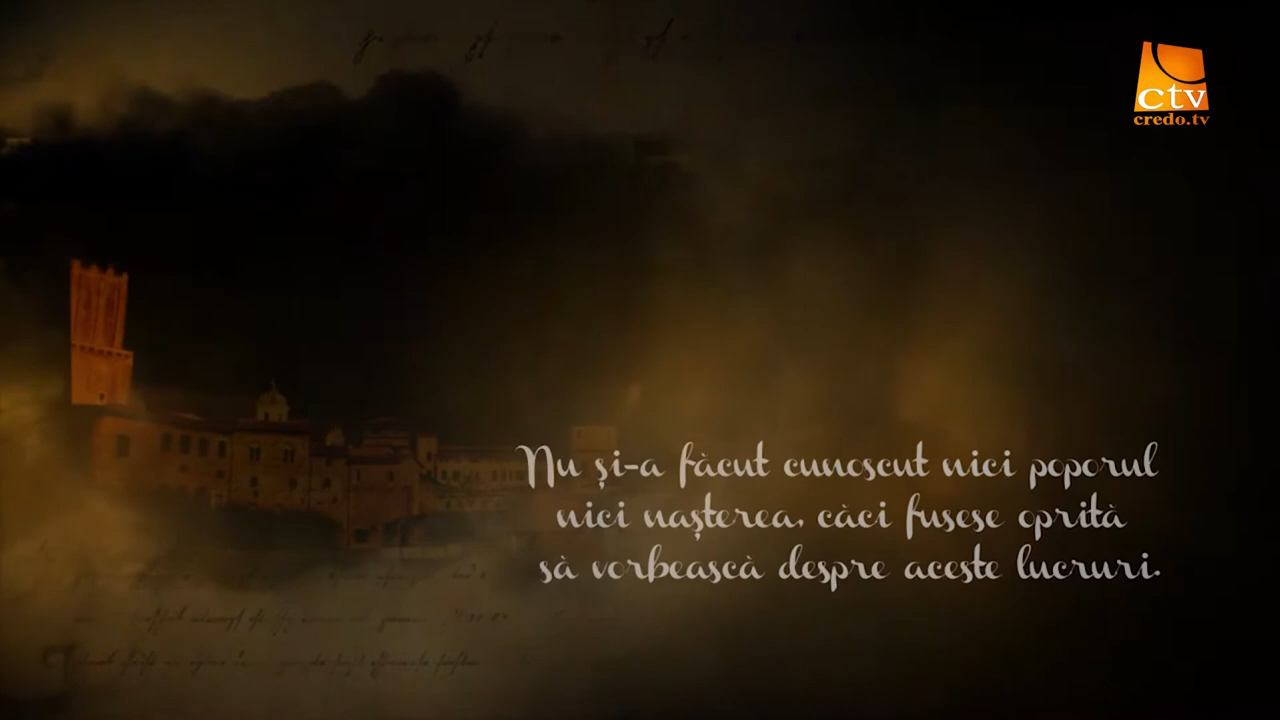 ctv
credo.tv
Nu și-a făcut cunoscut nici poporul
nici nașterea, căci fusese oprită
să vorbească despre aceste lucruri.